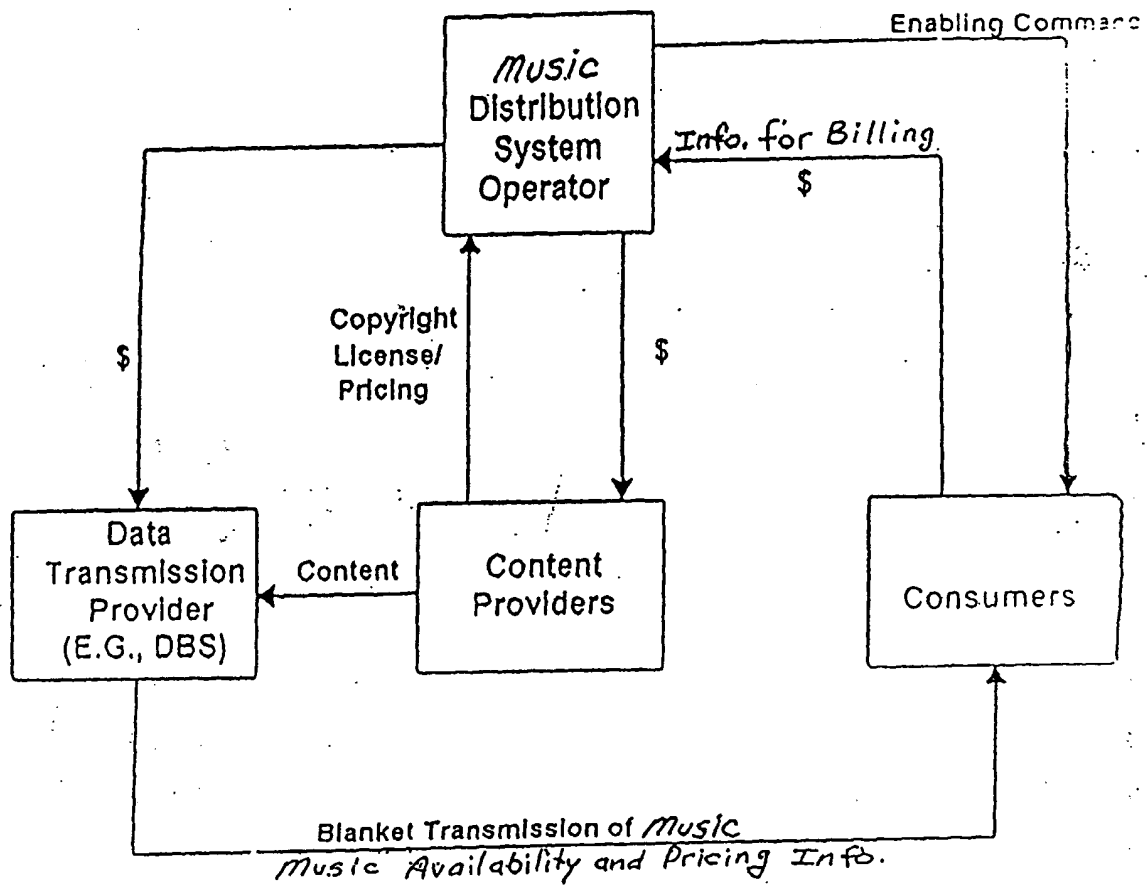 Enabling Command
Music
Distribution
System
Operator
Info. for Billing
$
Copyright
License/
Pricing
$
$
Data
Transmission
Provider
(E.G., DBS)
Content
Content
Providers
Consumers
Blanket Transmission of Music
Music Availability and Pricing Info.